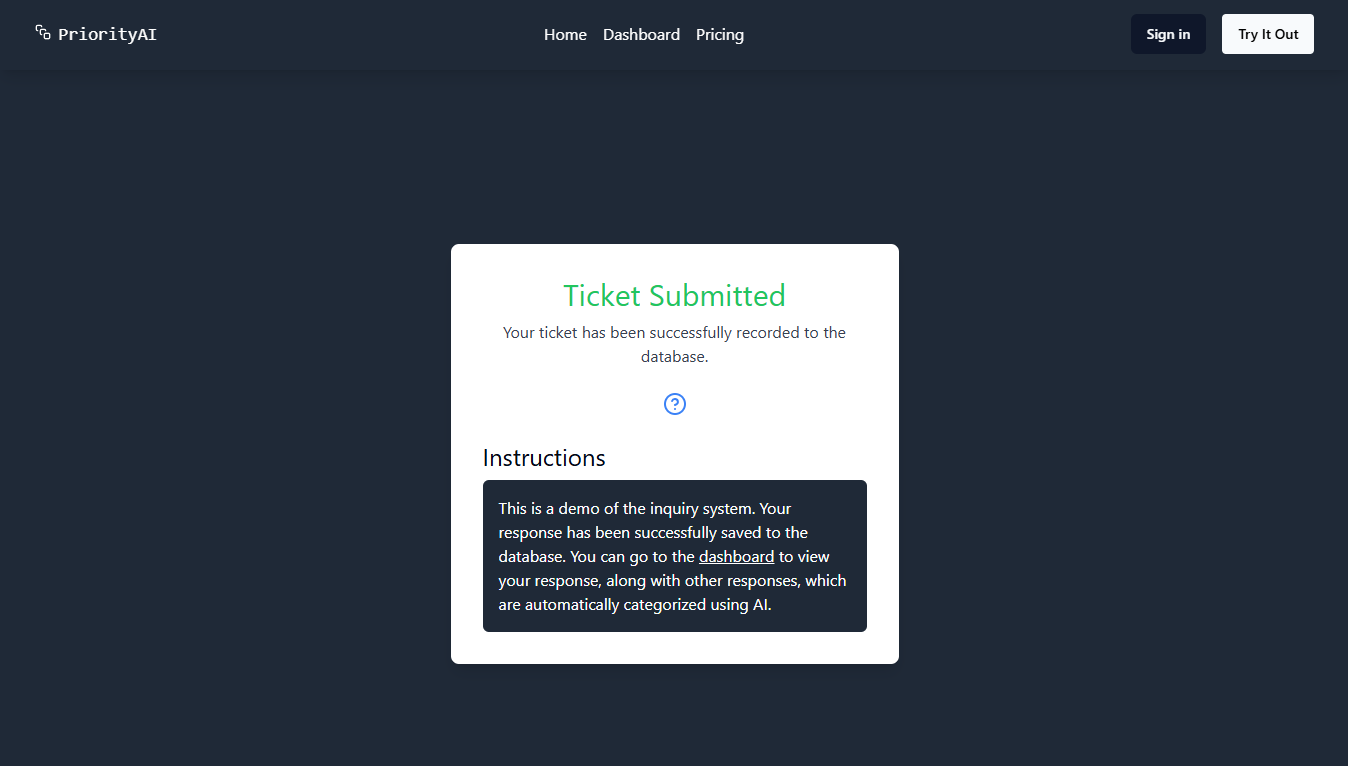 PriorityAI
Home Dashboard Pricing
Sign in
Try It Out
Ticket Submitted
Your ticket has been successfully recorded to the
database.
Instructions
This is a demo of the inquiry system. Your
response has been successfully saved to the
database. You can go to the dashboard to view
your response, along with other responses, which
are automatically categorized using AI.